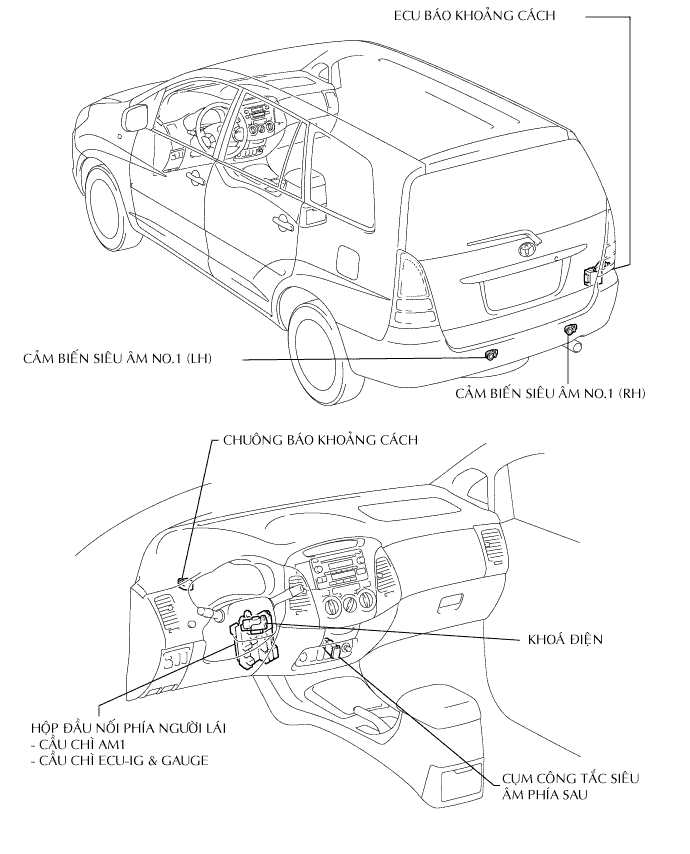 ECU BÁO KHOẢNG CÁCH
CẢM BIẾN SIÊU ÂM NO.1 (LH)
CẢM BIẾN SIÊU ÂM NO.1 (RH)
CHUÔNG BÁO KHOẢNG CÁCH
KHOÁ ĐIỆN
HỘP ĐẦU NỐI PHÍA NGƯỜI LÁI
- CẦU CHÌ AM1
- CẦU CHÌ ECU-IG & GAUGE
CỤM CÔNG TẮC SIÊU
ÂM PHÍA SAU